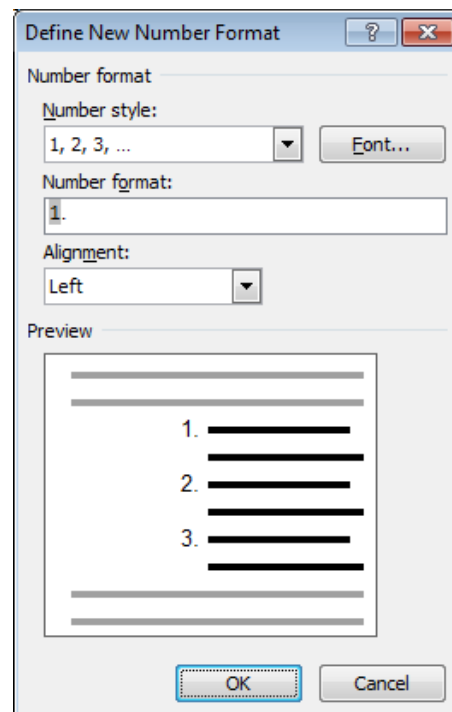 Define New Number Format
Number format
Number style:
1, 2, 3, ...
Font...
Number format:
1.
Alignment:
Left
Preview
1.
2.
3.
OK
Cancel